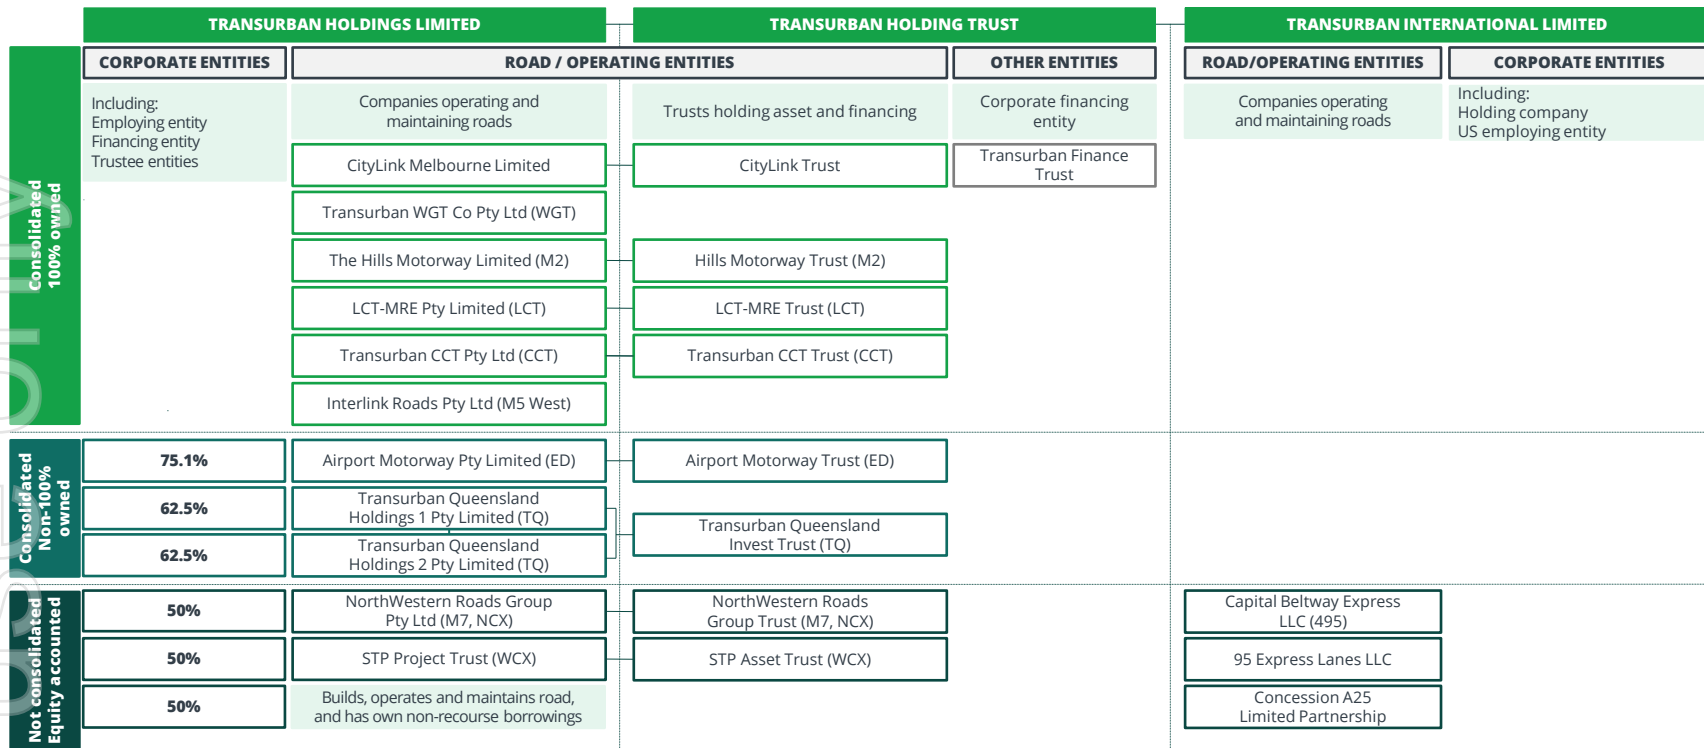 TRANSURBAN HOLDINGS LIMITED
TRANSURBAN HOLDING TRUST
TRANSURBAN INTERNATIONAL LIMITED
CORPORATE ENTITIES
ROAD / OPERATING ENTITIES
OTHER ENTITIES
ROAD/OPERATING ENTITIES
CORPORATE ENTITIES
Consolidated
100% owned
Including:
Employing entity
Financing entity
Trustee entities
Companies operating and
maintaining roads
Trusts holding asset and financing
Corporate financing
entity
Companies operating
and maintaining roads
Including:
Holding company
US employing entity
CityLink Melbourne Limited
CityLink Trust
Transurban Finance
Trust
Transurban WGT Co Pty Ltd (WGT)
The Hills Motorway Limited (M2)
Hills Motorway Trust (M2)
LCT-MRE Pty Limited (LCT)
LCT-MRE Trust (LCT)
Transurban CCT Pty Ltd (CCT)
Transurban CCT Trust (CCT)
Interlink Roads Pty Ltd (M5 West)
Consolidated
Non-100%
owned
75.1%
Airport Motorway Pty Limited (ED)
Airport Motorway Trust (ED)
62.5%
Transurban Queensland
Holdings 1 Pty Limited (TQ)
Transurban Queensland
Invest Trust (TQ)
62.5%
Transurban Queensland
Holdings 2 Pty Limited (TQ)
Not consolidated
Equity accounted
50%
NorthWestern Roads Group
Pty Ltd (M7, NCX)
NorthWestern Roads
Group Trust (M7, NCX)
Capital Beltway Express
LLC (495)
50%
STP Project Trust (WCX)
STP Asset Trust (WCX)
95 Express Lanes LLC
50%
Builds, operates and maintains road,
and has own non-recourse borrowings
Concession A25
Limited Partnership